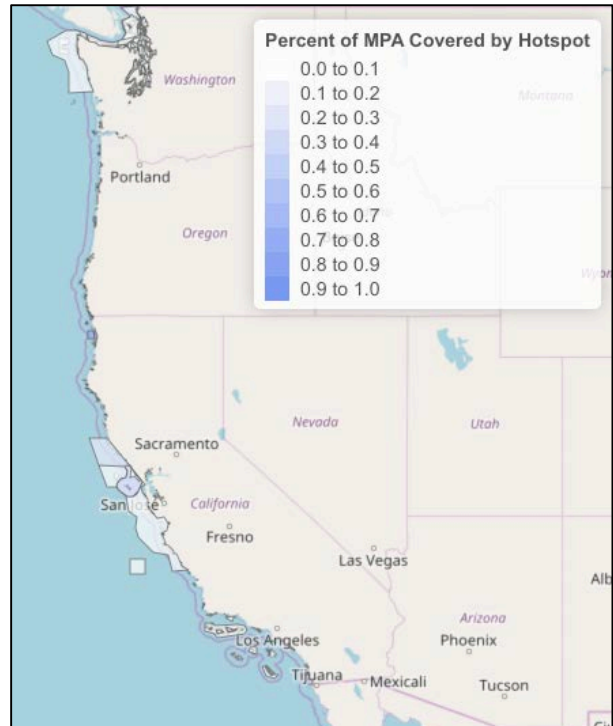 Percent of MPA Covered by Hotspot
0.0 to 0.1
0.1 to 0.2
0.2 to 0.3
0.3 to 0.4
0.4 to 0.5
0.5 to 0.6
0.6 to 0.7
0.7 to 0.8
0.8 to 0.9
0.9 to 1.0
Washington
Montana
Portland
Oregon
Sacramento
Nevada
Utah
San Jose
California
Fresno
Las Vegas
Arizona
Los Angeles
Phoenix
Tijuana
Mexicali
Tucson